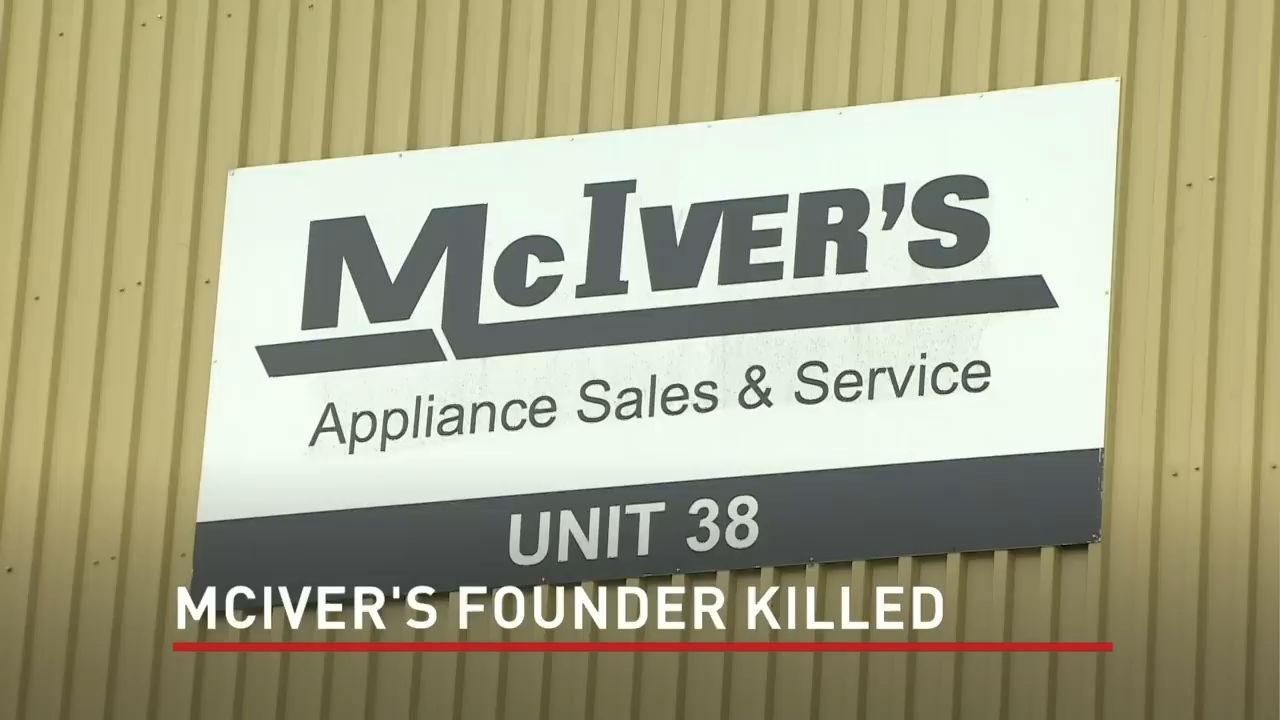 McIVER'S
Appliance Sales & Service
UNIT 38
MCIVER'S FOUNDER KILLED